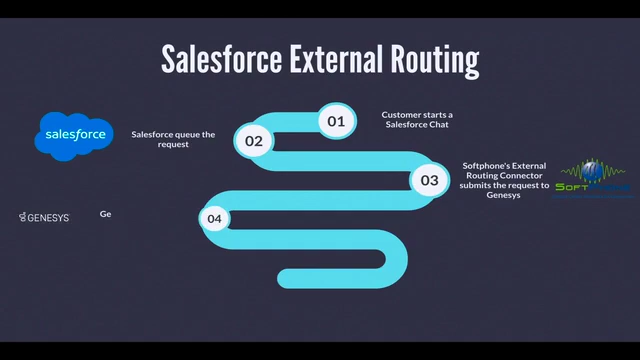 Salesforce External Routing
01
Customer starts a
Salesforce Chat
salesforce
Salesforce queue the
request
02
03
Softphone's External
Routing Connector
submits the request to
Genesys
GENESYS
Ge
04